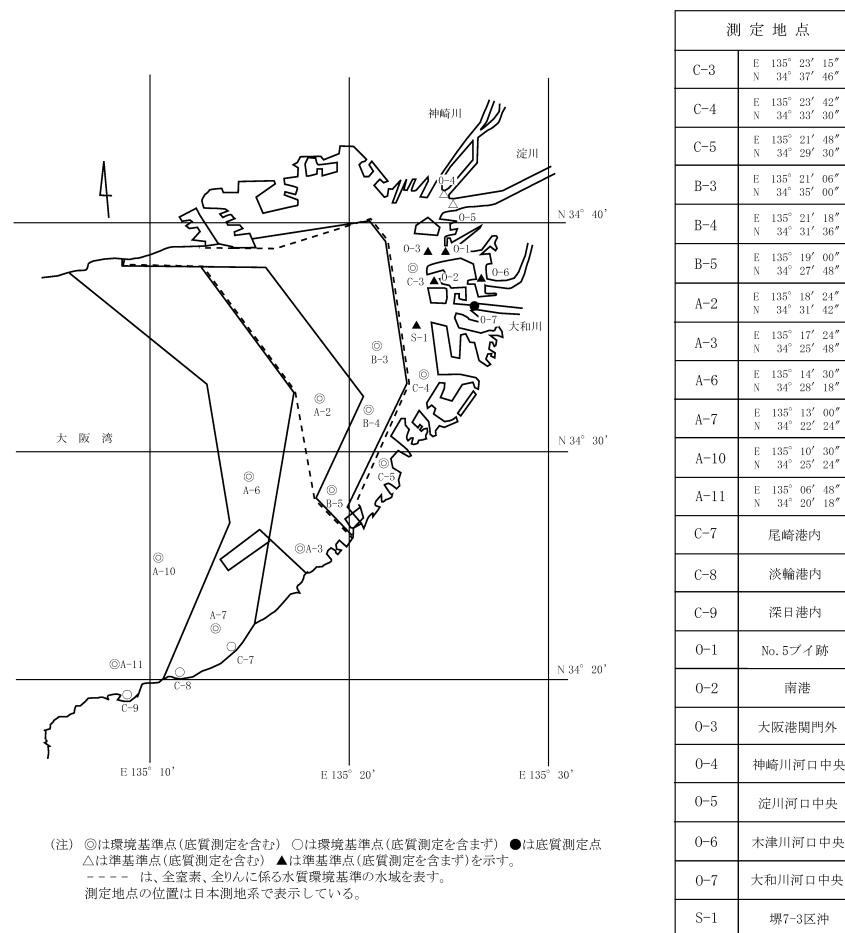 神崎川
淀川
O-4
O-5
N 34° 40′
O-3
O-1
O-6
C-3
O-2
O-7
大和川
S-1
B-3
C-4
A-2
B-4
大 阪 湾
N 34° 30′
C-5
A-6
B-5
A-3
A-10
A-7
C-7
A-11
N 34° 20′
C-8
C-9
E 135° 10′
E 135° 20′
E 135° 30′
(注) ◎は環境基準点(底質測定を含む) ○は環境基準点(底質測定を含まず) ●は底質測定点
△は準基準点(底質測定を含む) ▲は準基準点(底質測定を含まず)を示す。
---- は、全窒素、全りんに係る水質環境基準の水域を表す。
測定地点の位置は日本測地系で表示している。
測 定 地 点
C-3 E 135° 23′ 15″
N 34° 37′ 46″
C-4 E 135° 23′ 42″
N 34° 33′ 30″
C-5 E 135° 21′ 48″
N 34° 29′ 30″
B-3 E 135° 21′ 06″
N 34° 35′ 00″
B-4 E 135° 21′ 18″
N 34° 31′ 36″
B-5 E 135° 19′ 00″
N 34° 27′ 48″
A-2 E 135° 18′ 24″
N 34° 31′ 42″
A-3 E 135° 17′ 24″
N 34° 25′ 48″
A-6 E 135° 14′ 30″
N 34° 28′ 18″
A-7 E 135° 13′ 00″
N 34° 22′ 24″
A-10 E 135° 10′ 30″
N 34° 25′ 24″
A-11 E 135° 06′ 48″
N 34° 20′ 18″
C-7 尾崎港内
C-8 淡輪港内
C-9 深日港内
O-1 No.5ブイ跡
O-2 南港
O-3 大阪港関門外
O-4 神崎川河口中央
O-5 淀川河口中央
O-6 木津川河口中央
O-7 大和川河口中央
S-1 堺7-3区沖